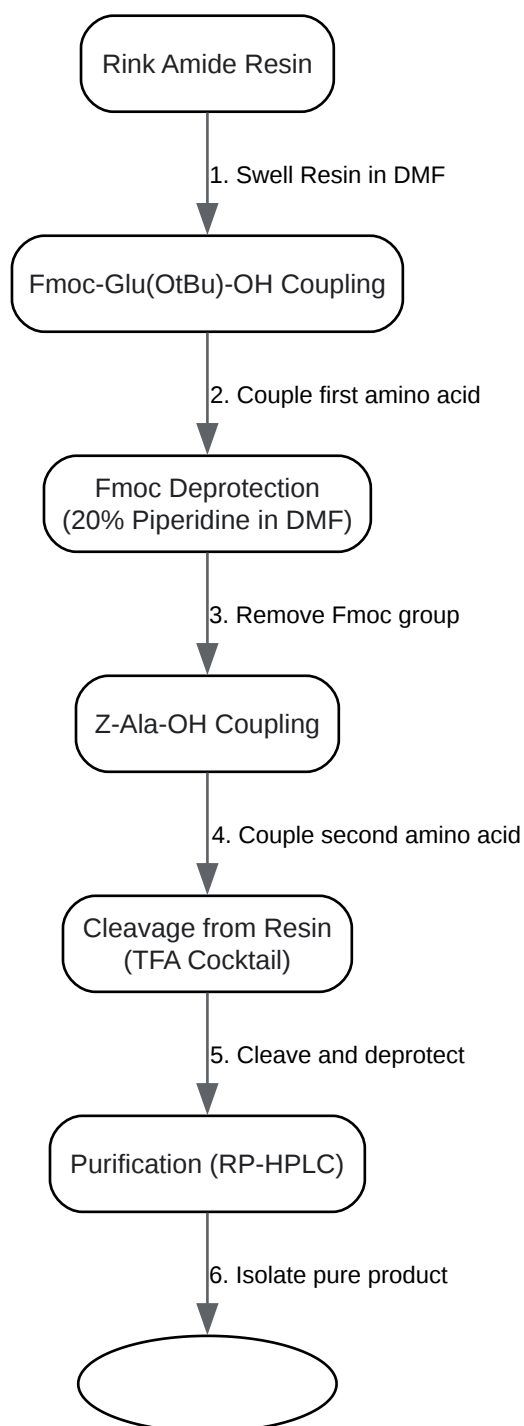 Rink Amide Resin
1. Swell Resin in DMF
Fmoc-Glu(OtBu)-OH Coupling
2. Couple first amino acid
Fmoc Deprotection
(20% Piperidine in DMF)
3. Remove Fmoc group
Z-Ala-OH Coupling
4. Couple second amino acid
Cleavage from Resin
(TFA Cocktail)
5. Cleave and deprotect
Purification (RP-HPLC)
6. Isolate pure product